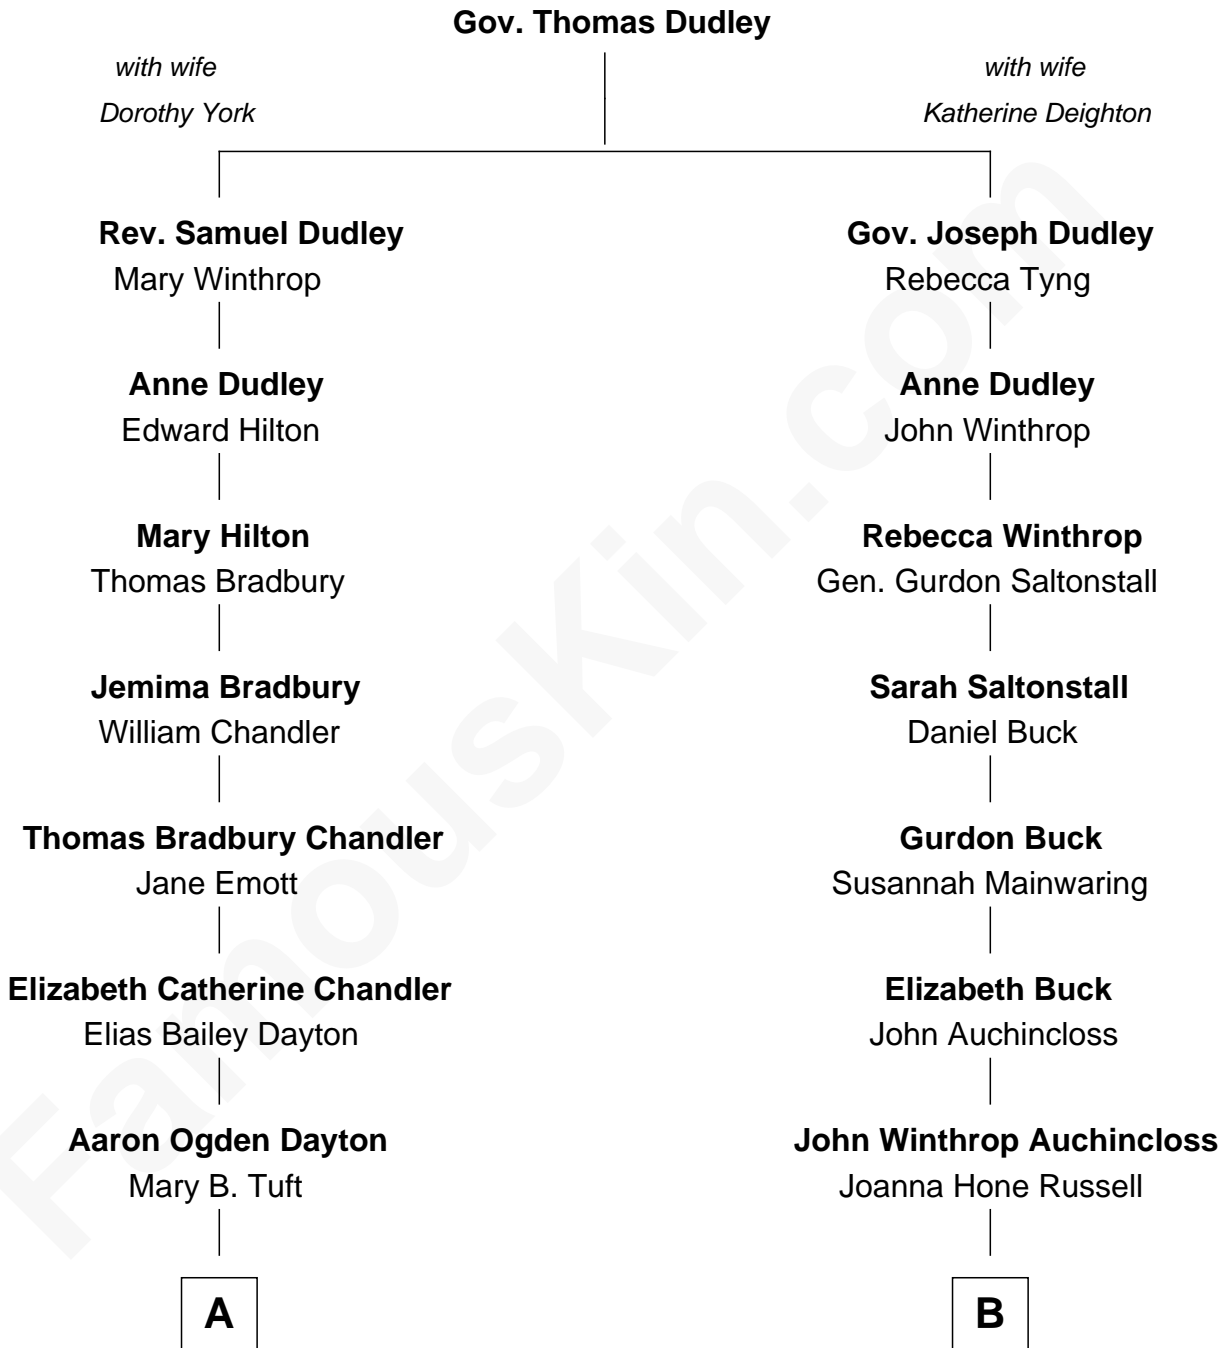 Gov. Thomas Dudley
with wife
Dorothy York
with wife
Katherine Deighton
Rev. Samuel Dudley
Mary Winthrop
Gov. Joseph Dudley
Rebecca Tyng
Anne Dudley
Edward Hilton
Anne Dudley
John Winthrop
Mary Hilton
Thomas Bradbury
Rebecca Winthrop
Gen. Gurdon Saltonstall
Jemima Bradbury
William Chandler
Sarah Saltonstall
Daniel Buck
Thomas Bradbury Chandler
Jane Emott
Gurdon Buck
Susannah Mainwaring
Elizabeth Catherine Chandler
Elias Bailey Dayton
Elizabeth Buck
John Auchincloss
Aaron Ogden Dayton
Mary B. Tuft
John Winthrop Auchincloss
Joanna Hone Russell
A
B
FamousKin.com